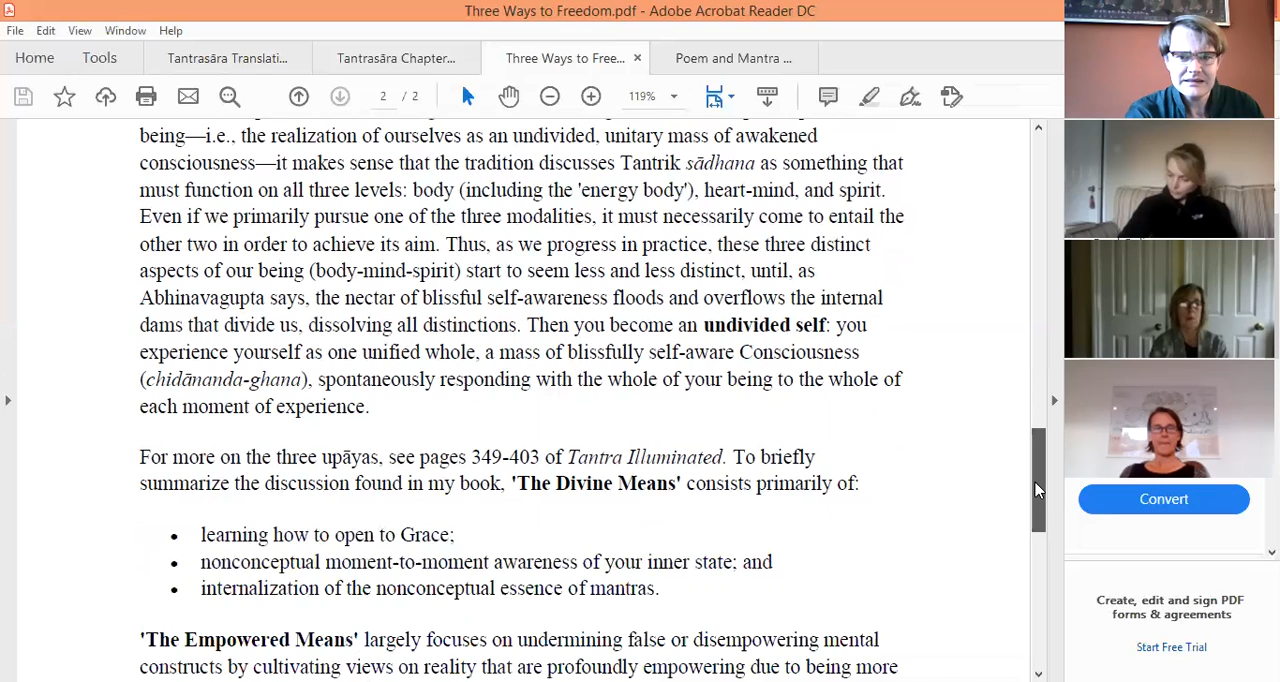 Three Ways to Freedom.pdf - Adobe Acrobat Reader DC
File Edit View Window Help
Home Tools Tantrasāra Translati... Tantrasāra Chapter... Three Ways to Free... × Poem and Mantra ...
2 / 2 119%
being—i.e., the realization of ourselves as an undivided, unitary mass of awakened
consciousness—it makes sense that the tradition discusses Tantrik sādhana as something that
must function on all three levels: body (including the 'energy body'), heart-mind, and spirit.
Even if we primarily pursue one of the three modalities, it must necessarily come to entail the
other two in order to achieve its aim. Thus, as we progress in practice, these three distinct
aspects of our being (body-mind-spirit) start to seem less and less distinct, until, as
Abhinavagupta says, the nectar of blissful self-awareness floods and overflows the internal
dams that divide us, dissolving all distinctions. Then you become an undivided self: you
experience yourself as one unified whole, a mass of blissfully self-aware Consciousness
(chidānanda-ghana), spontaneously responding with the whole of your being to the whole of
each moment of experience.
For more on the three upāyas, see pages 349-403 of Tantra Illuminated. To briefly
summarize the discussion found in my book, 'The Divine Means' consists primarily of:
• learning how to open to Grace;
• nonconceptual moment-to-moment awareness of your inner state; and
• internalization of the nonconceptual essence of mantras.
'The Empowered Means' largely focuses on undermining false or disempowering mental
constructs by cultivating views on reality that are profoundly empowering due to being more
Convert
Create, edit and sign PDF
forms & agreements
Start Free Trial